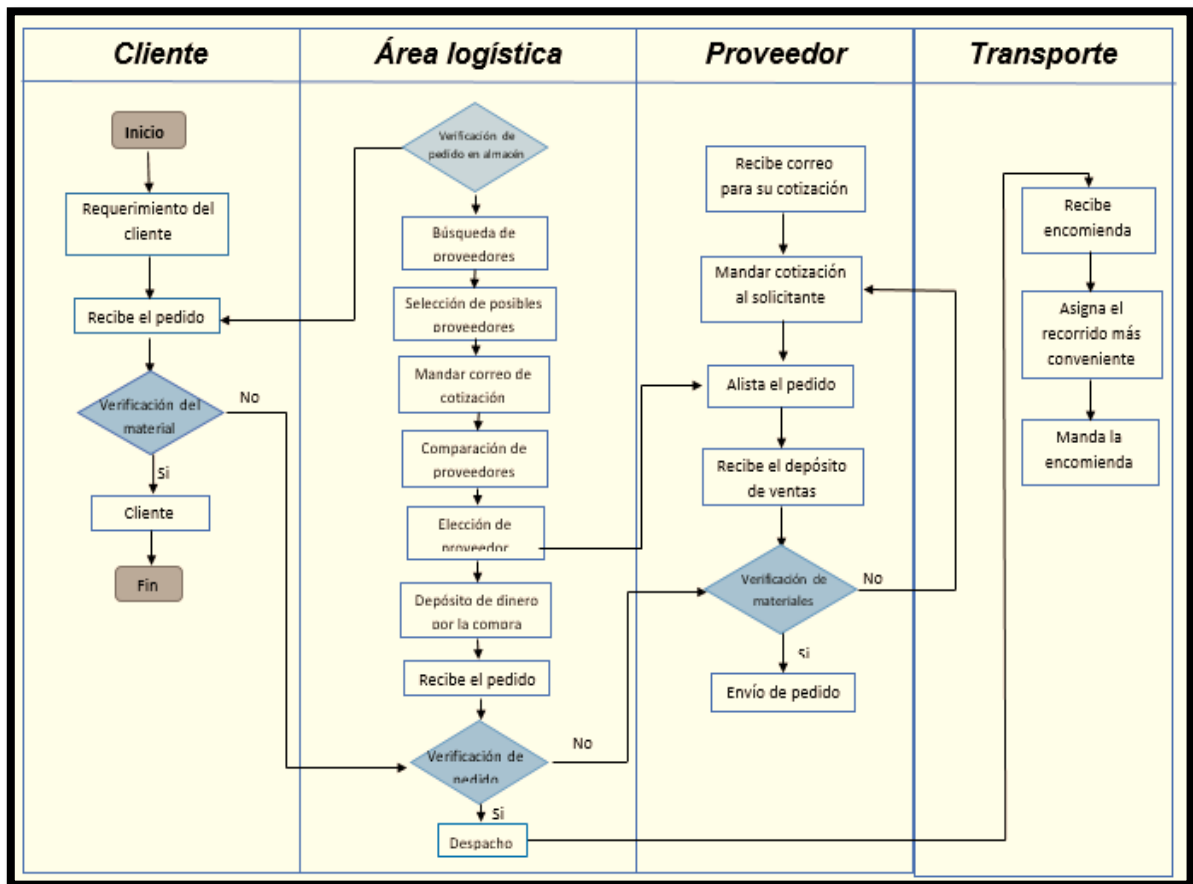 Cliente
Área logística
Proveedor
Transporte
Inicio
Requerimiento del
cliente
Recibe el pedido
Verificación del
material
No
Si
Cliente
Fin
Verificación de
pedido en almacén
Búsqueda de
proveedores
Selección de posibles
proveedores
Mandar correo de
cotización
Comparación de
proveedores
Elección de
proveedor
Depósito de dinero
por la compra
Recibe el pedido
Verificación de
pedido
No
Si
Despacho
Recibe correo
para su cotización
Mandar cotización
al solicitante
Alista el pedido
Recibe el depósito
de ventas
Verificación de
materiales
No
Si
Envío de pedido
Recibe
encomienda
Asigna el
recorrido más
conveniente
Manda la
encomienda